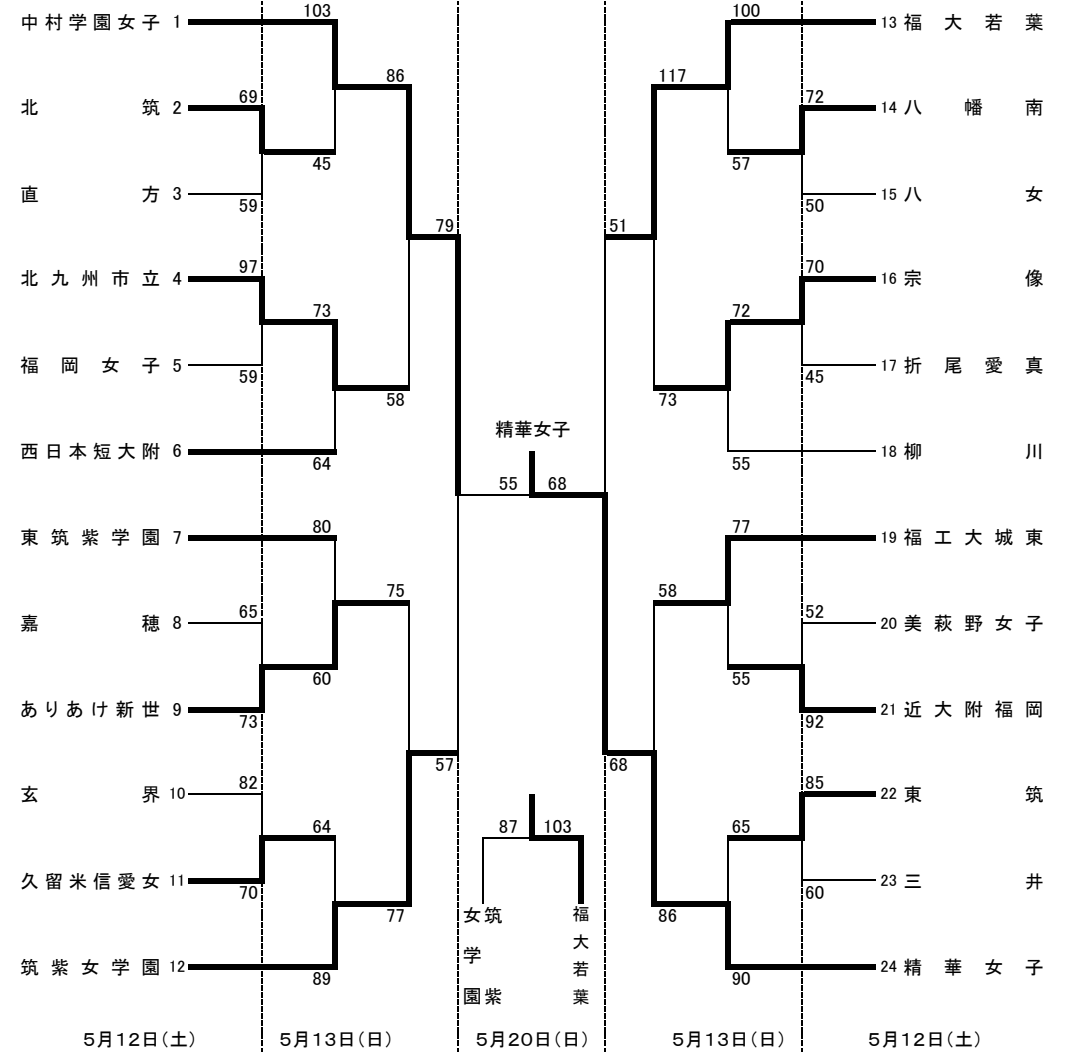 中村学園女子 1
北筑 2
直方 3
北九州市立 4
福岡女子 5
西日本短大附 6
東筑紫学園 7
嘉穂 8
ありあけ新世 9
玄界 10
久留米信愛女 11
筑紫女学園 12
103
69
45
59
97
73
59
64
86
58
79
80
65
60
73
82
64
70
89
75
77
57
精華女子
55 68
87 103
筑紫女学園
福大若葉
100
117
72
57
50
51
70
72
45
73
55
77
58
52
55
92
68
85
65
60
86
90
13 福大若葉
14 八幡南
15 八女
16 宗像
17 折尾愛真
18 柳川
19 福工大城東
20 美萩野女子
21 近大附福岡
22 東筑
23 三井
24 精華女子
5月12日(土) 5月13日(日) 5月20日(日) 5月13日(日) 5月12日(土)